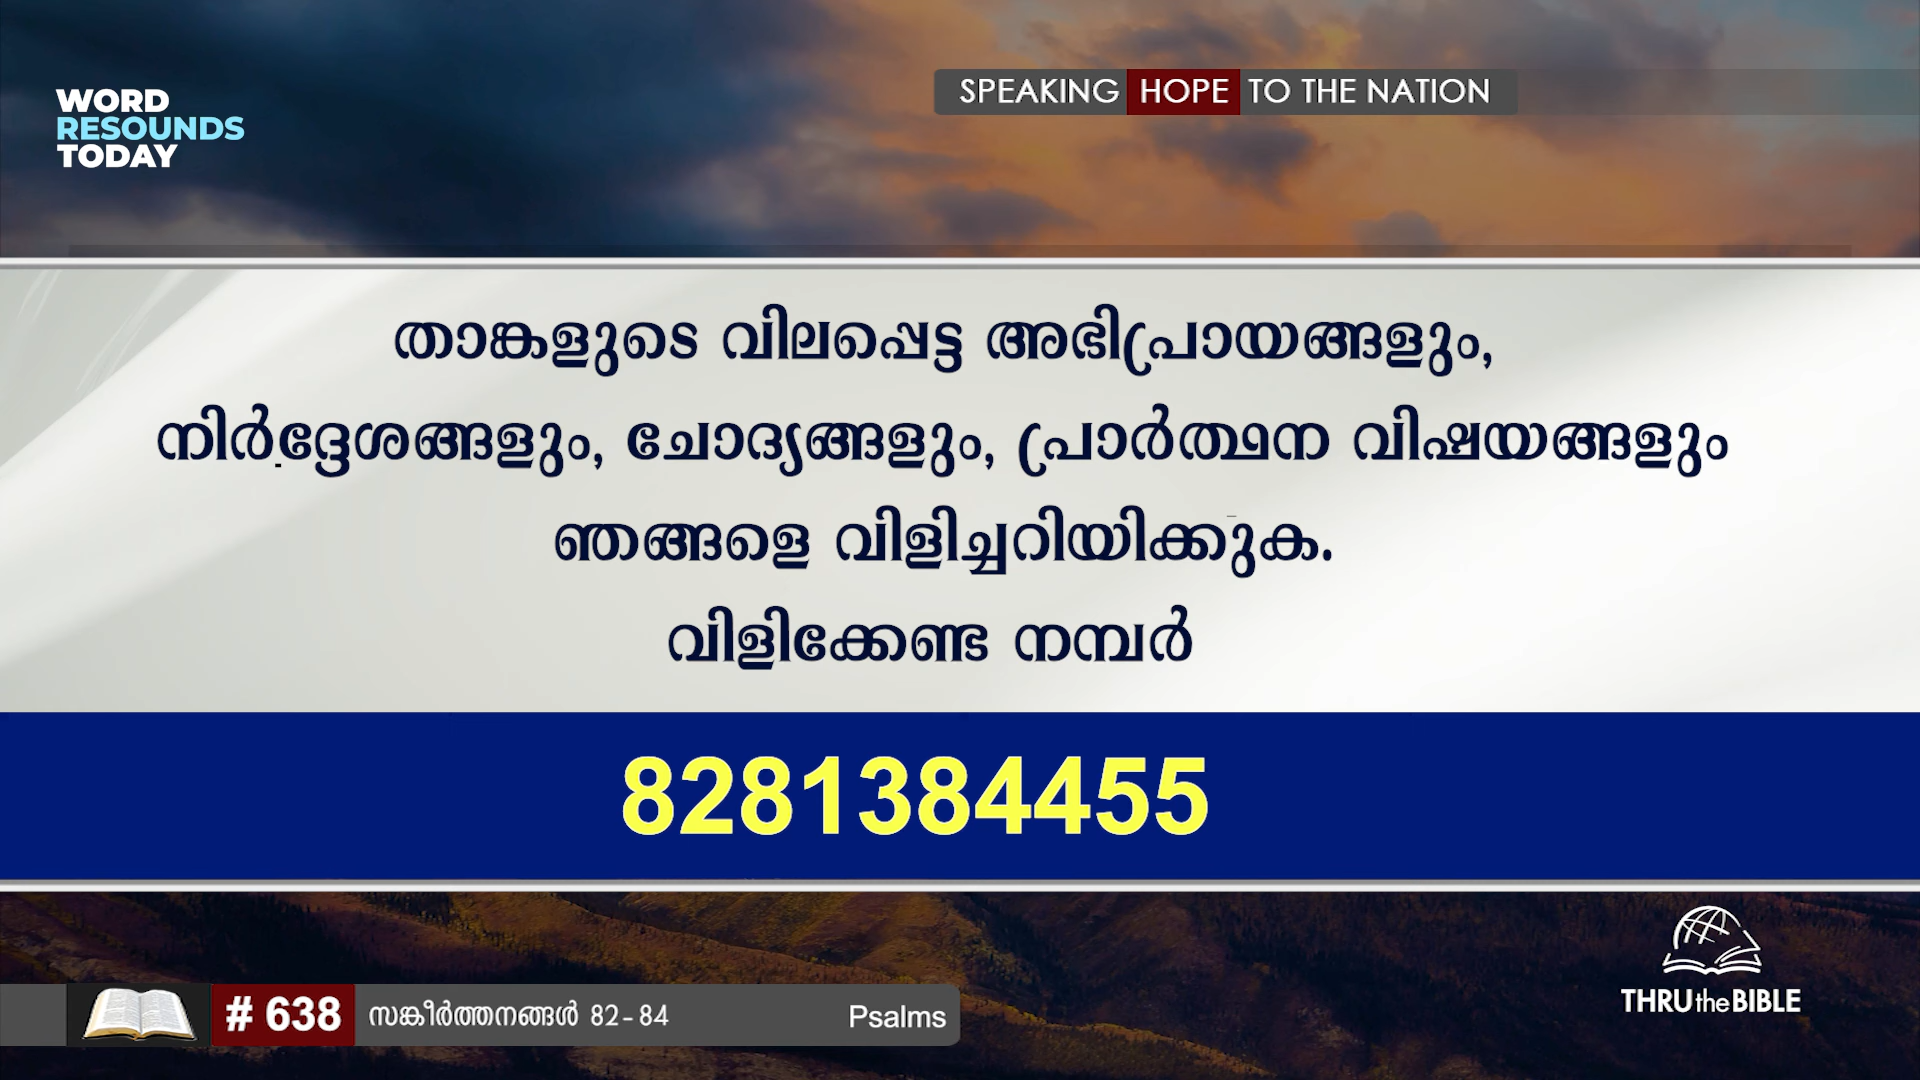 WORD
RESOUNDS
TODAY
SPEAKING HOPE TO THE NATION
താങ്കളുടെ വിലപ്പെട്ട അഭിപ്രായങ്ങളും,
നിർദ്ദേശങ്ങളും, ചോദ്യങ്ങളും, പ്രാർത്ഥന വിഷയങ്ങളും
ഞങ്ങളെ വിളിച്ചറിയിക്കുക.
വിളിക്കേണ്ട നമ്പർ
8281384455
# 638 സങ്കീർത്തനങ്ങൾ 82-84 Psalms
THRU the BIBLE